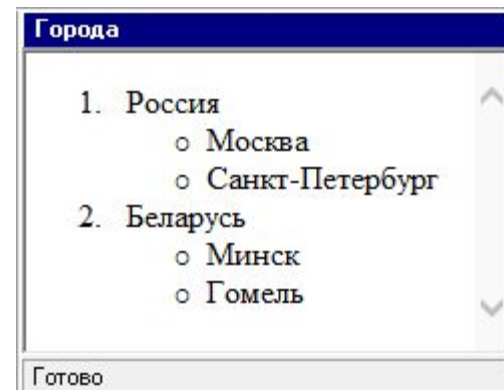 Города
1. Россия
o Москва
o Санкт-Петербург
2. Беларусь
o Минск
o Гомель
Готово